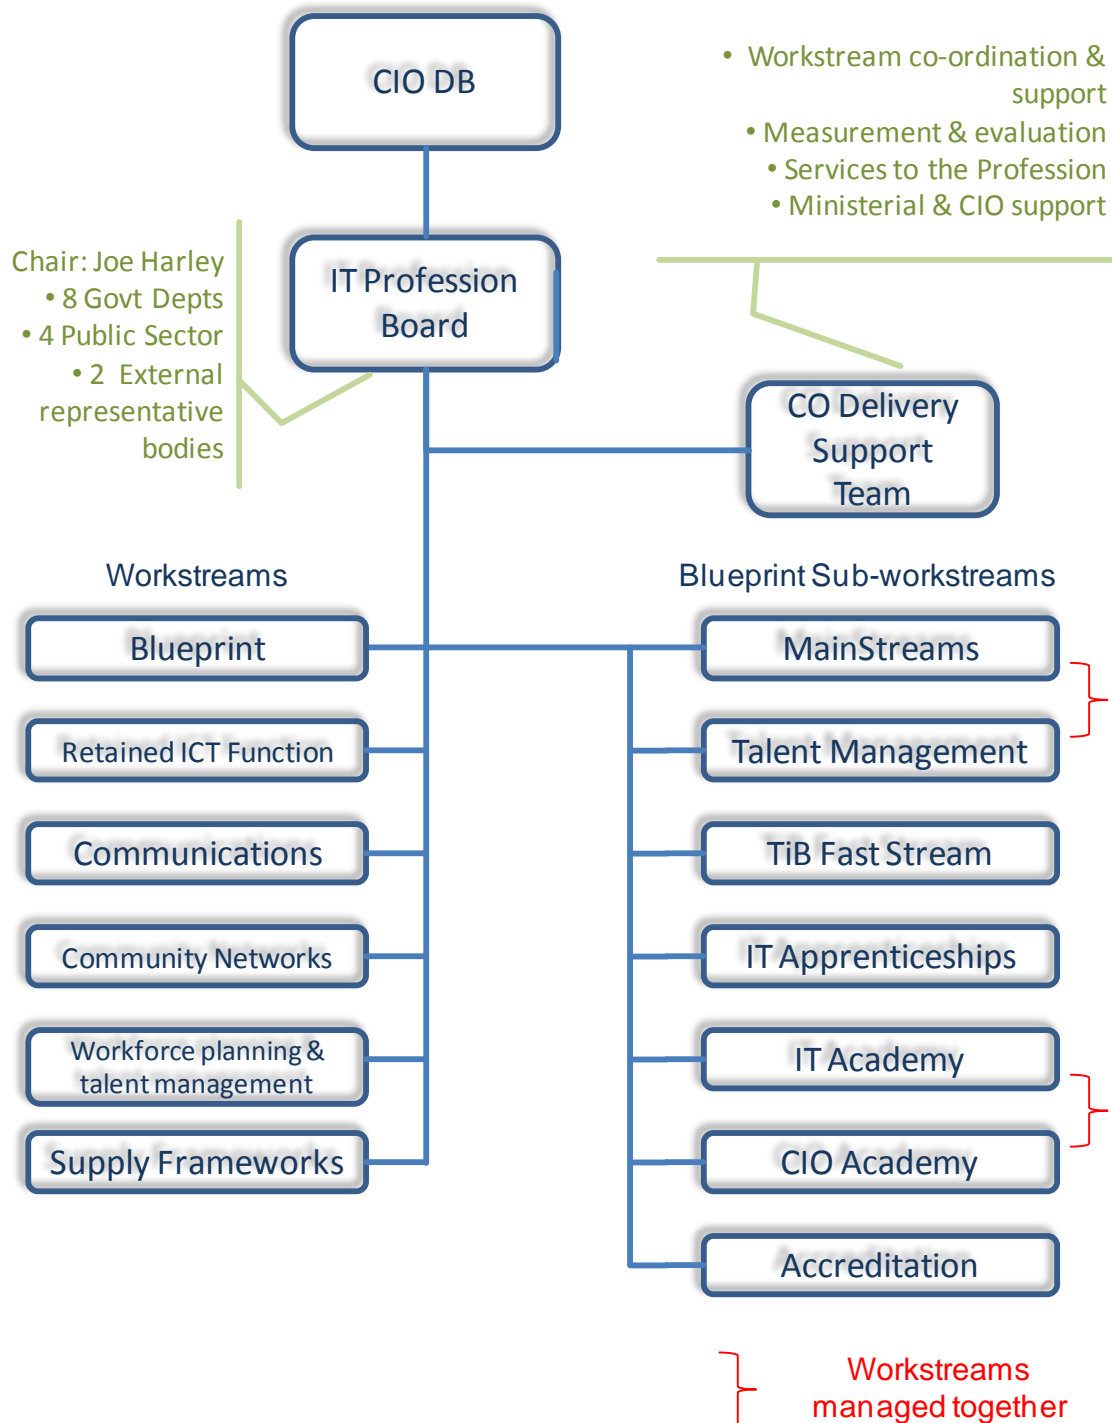 CIO DB
• Workstream co-ordination &
support
• Measurement & evaluation
• Services to the Profession
• Ministerial & CIO support
Chair: Joe Harley
• 8 Govt Depts
• 4 Public Sector
• 2 External
representative
bodies
IT Profession
Board
CO Delivery
Support
Team
Workstreams
Blueprint
Retained ICT Function
Communications
Community Networks
Workforce planning &
talent management
Supply Frameworks
Blueprint Sub-workstreams
MainStreams
Talent Management
TiB Fast Stream
IT Apprenticeships
IT Academy
CIO Academy
Accreditation
Workstreams
managed together